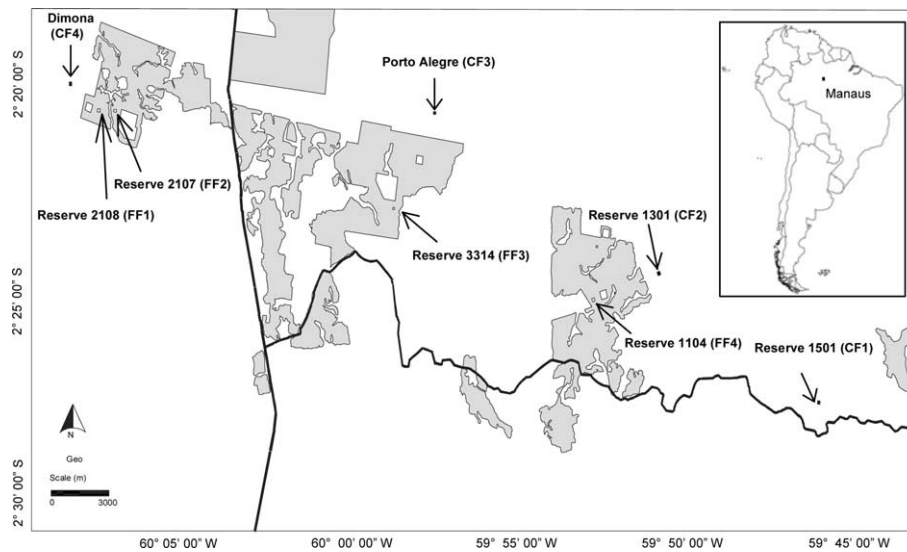 Dimona
(CF4)
Porto Alegre (CF3)
Manaus
Reserve 2107 (FF2)
Reserve 2108 (FF1)
Reserve 1301 (CF2)
Reserve 3314 (FF3)
Reserve 1104 (FF4)
Reserve 1501 (CF1)
N
Geo
Scale (m)
0 3000
2° 20' 00" S
2° 25' 00" S
2° 30' 00" S
60° 05' 00" W
60° 00' 00" W
59° 55' 00" W
59° 50' 00" W
59° 45' 00" W